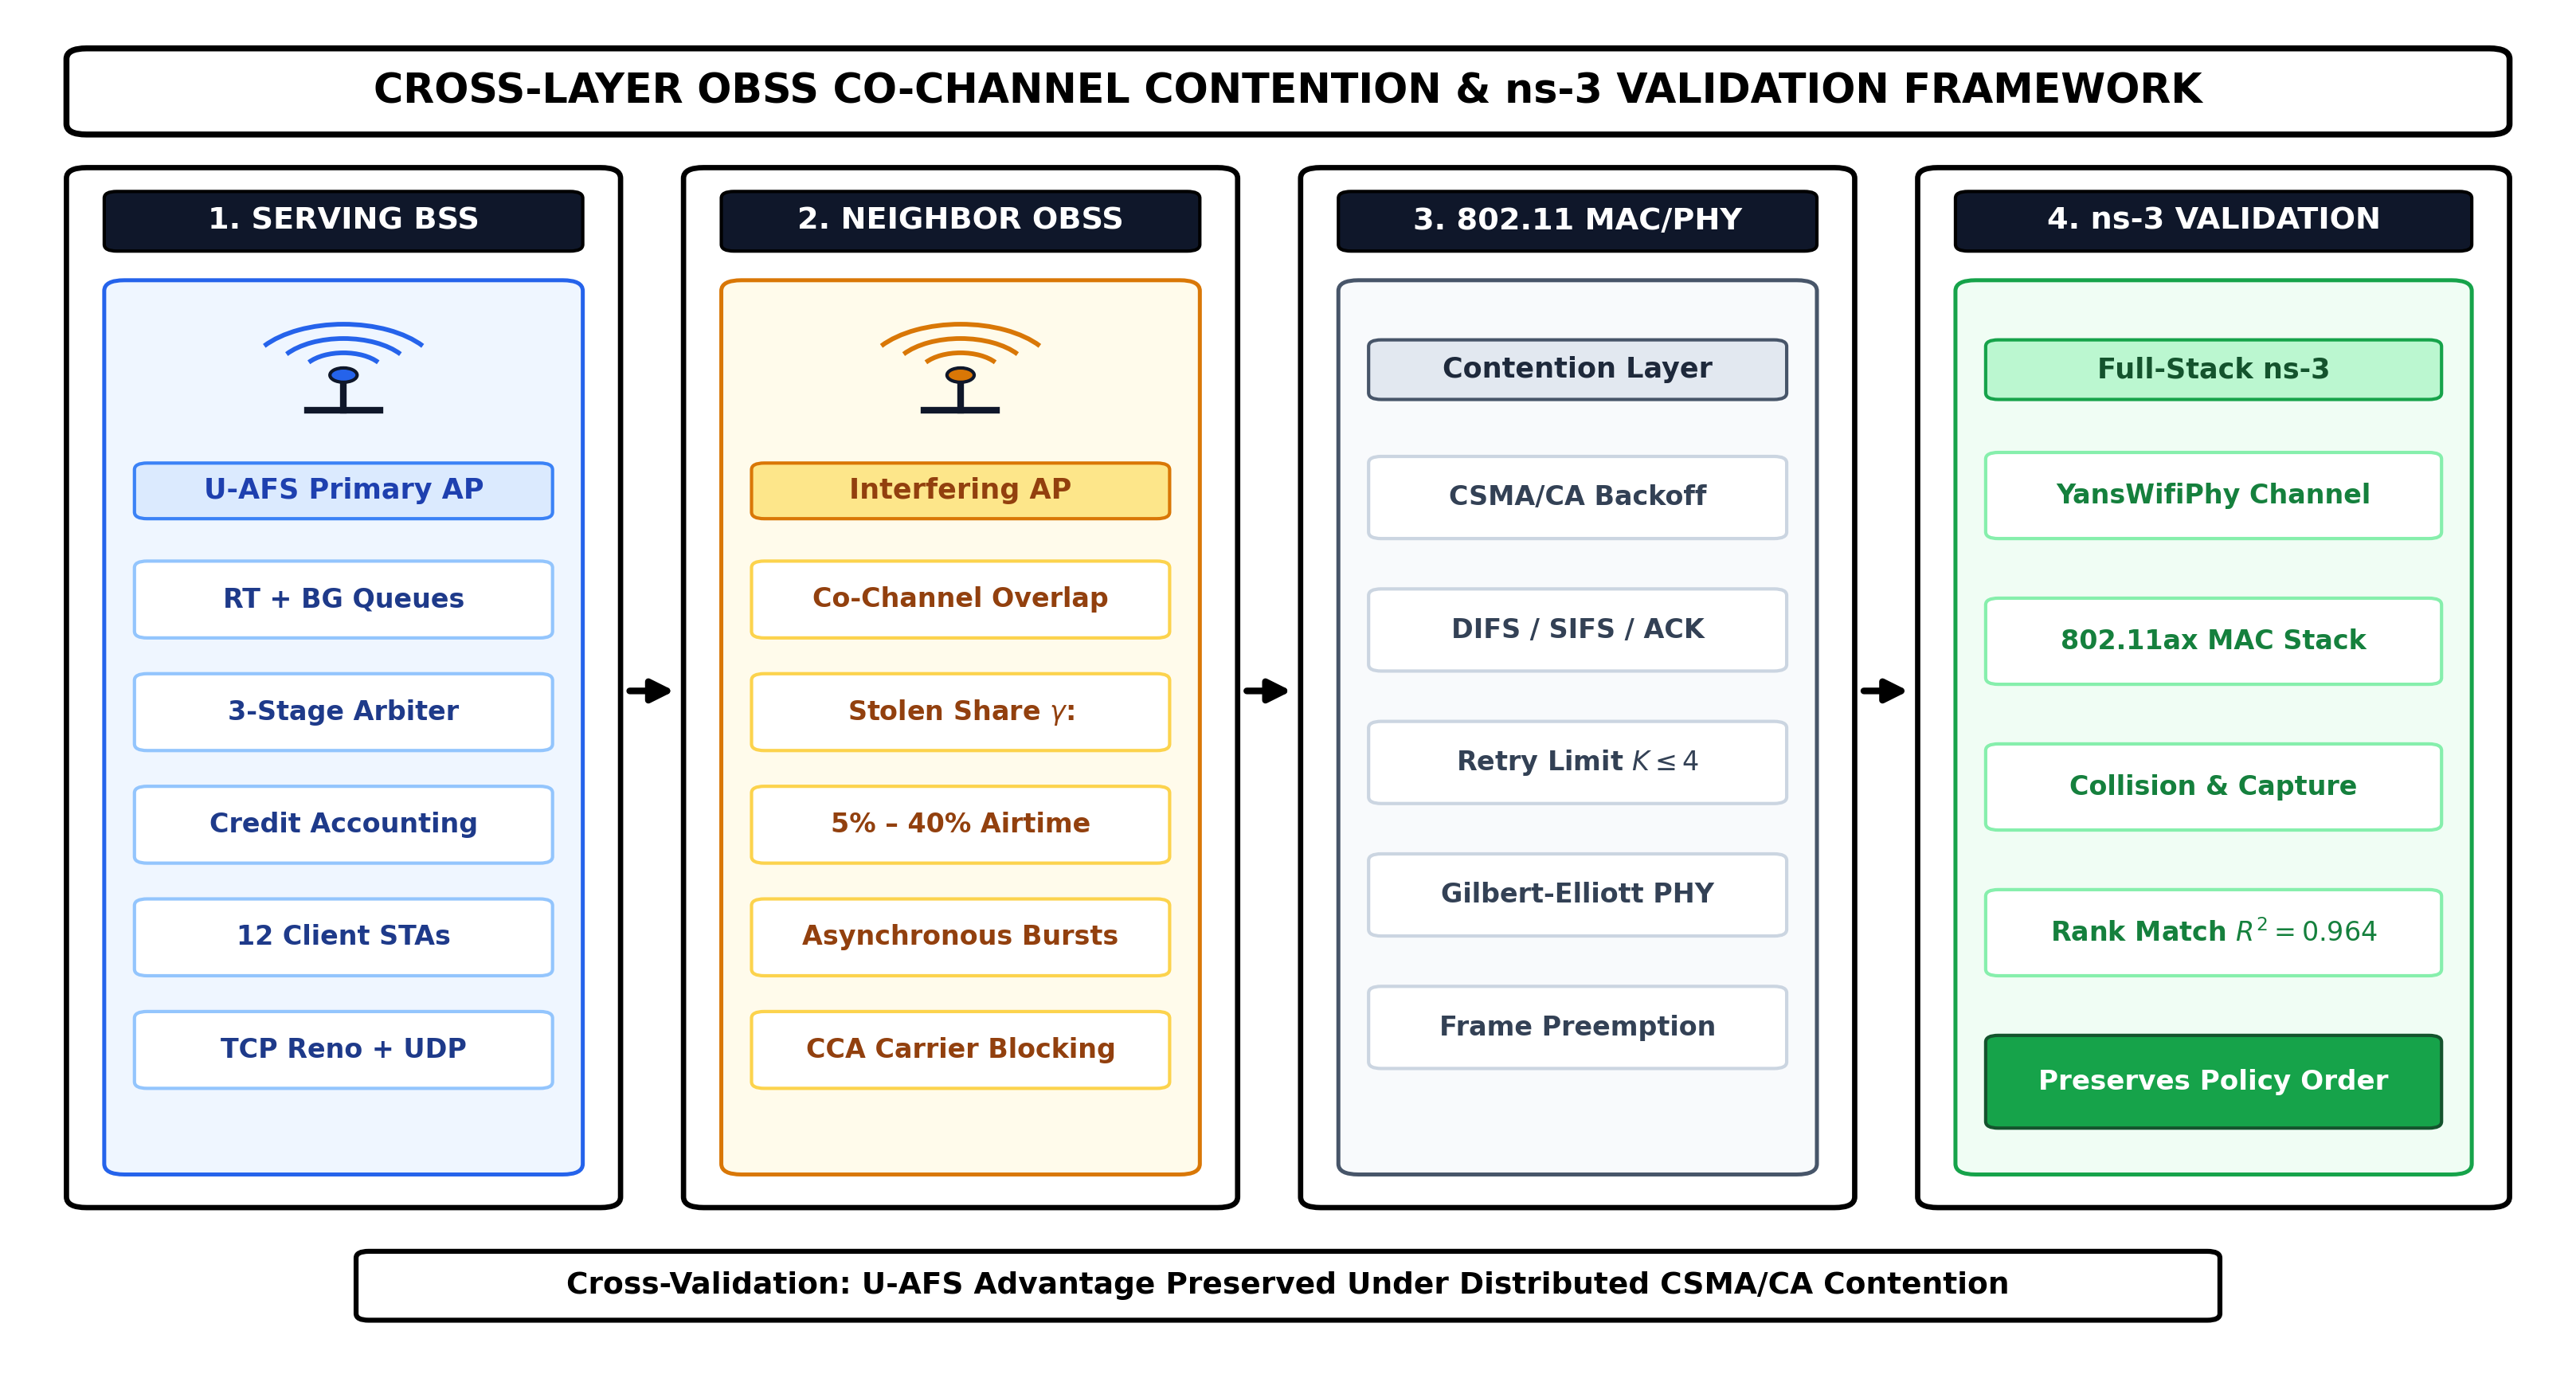 CROSS-LAYER OBSS CO-CHANNEL CONTENTION & ns-3 VALIDATION FRAMEWORK
1. SERVING BSS
U-AFS Primary AP
RT + BG Queues
3-Stage Arbiter
Credit Accounting
12 Client STAs
TCP Reno + UDP
2. NEIGHBOR OBSS
Interfering AP
Co-Channel Overlap
Stolen Share γ:
5% – 40% Airtime
Asynchronous Bursts
CCA Carrier Blocking
3. 802.11 MAC/PHY
Contention Layer
CSMA/CA Backoff
DIFS / SIFS / ACK
Retry Limit K ≤ 4
Gilbert-Elliott PHY
Frame Preemption
4. ns-3 VALIDATION
Full-Stack ns-3
YansWifiPhy Channel
802.11ax MAC Stack
Collision & Capture
Rank Match R² = 0.964
Preserves Policy Order
Cross-Validation: U-AFS Advantage Preserved Under Distributed CSMA/CA Contention